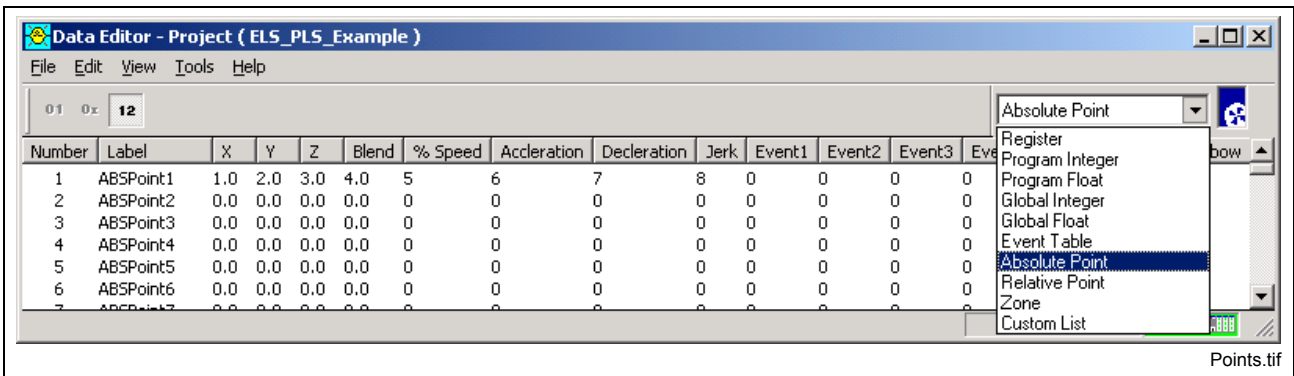 Data Editor - Project ( ELS_PLS_Example )
File Edit View Tools Help
01 0x 12 Absolute Point
Number Label X Y Z Blend % Speed Accleration Decleration Jerk Event1 Event2 Event3 Eve bow
1 ABSPoint1 1.0 2.0 3.0 4.0 5 6 7 8 0 0 0 0
2 ABSPoint2 0.0 0.0 0.0 0.0 0 0 0 0 0 0 0 0
3 ABSPoint3 0.0 0.0 0.0 0.0 0 0 0 0 0 0 0 0
4 ABSPoint4 0.0 0.0 0.0 0.0 0 0 0 0 0 0 0 0
5 ABSPoint5 0.0 0.0 0.0 0.0 0 0 0 0 0 0 0 0
6 ABSPoint6 0.0 0.0 0.0 0.0 0 0 0 0 0 0 0 0
Register
Program Integer
Program Float
Global Integer
Global Float
Event Table
Absolute Point
Relative Point
Zone
Custom List
Points.tif